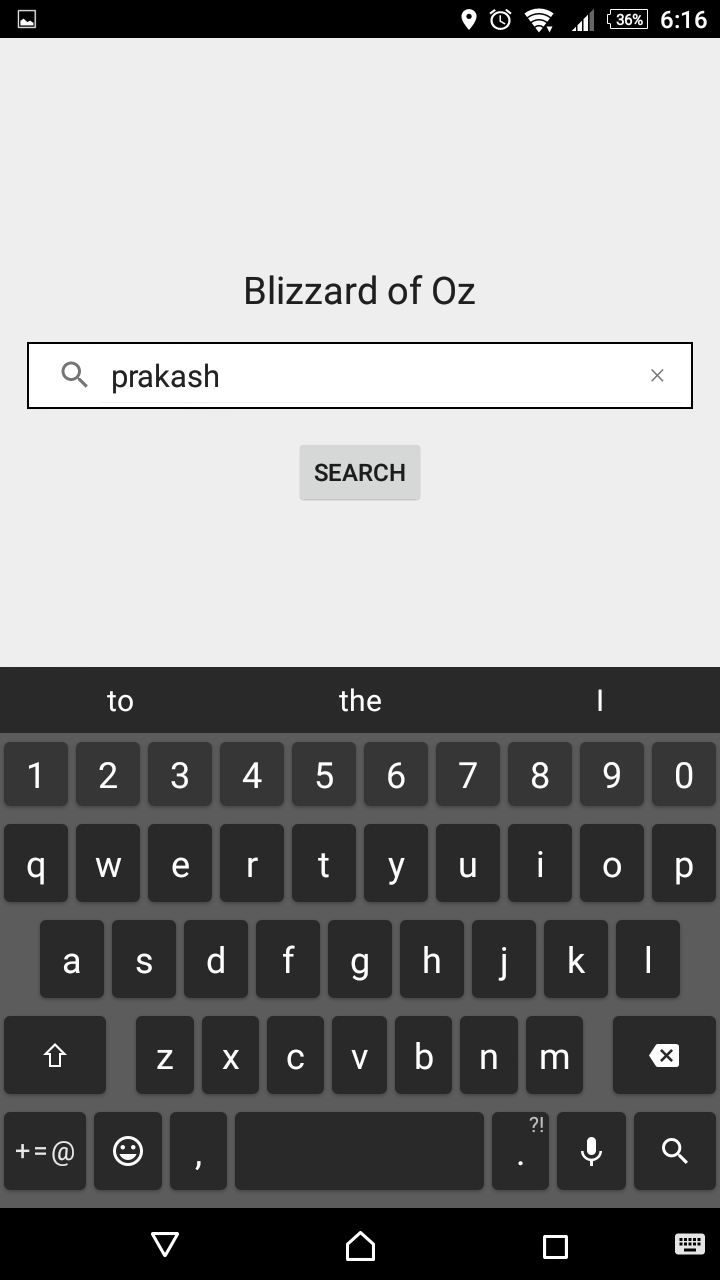 36% 6:16
Blizzard of Oz
prakash
SEARCH
to the I
1 2 3 4 5 6 7 8 9 0
q w e r t y u i o p
a s d f g h j k l
z x c v b n m
+=@ , . ?!